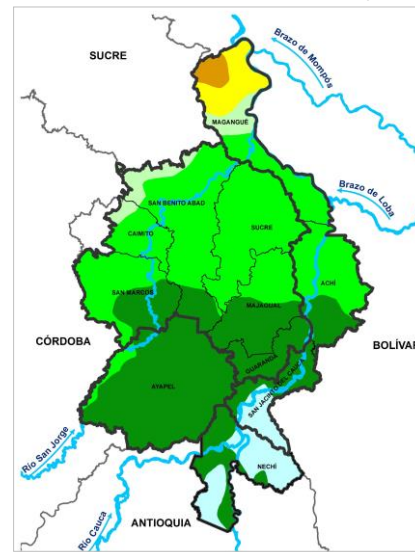 SUCRE
Brazo de Mompós
MAGANGUÉ
Brazo de Loba
SAN BENITO ABAD
CAIMITO
SUCRE
ACHÍ
SAN MARCOS
MAJAGUAL
CÓRDOBA
BOLÍVAR
GUARANDA
AYAPEL
SAN JACINTO DEL CAUCA
Río San Jorge
NECHÍ
Río Cauca
ANTIOQUIA